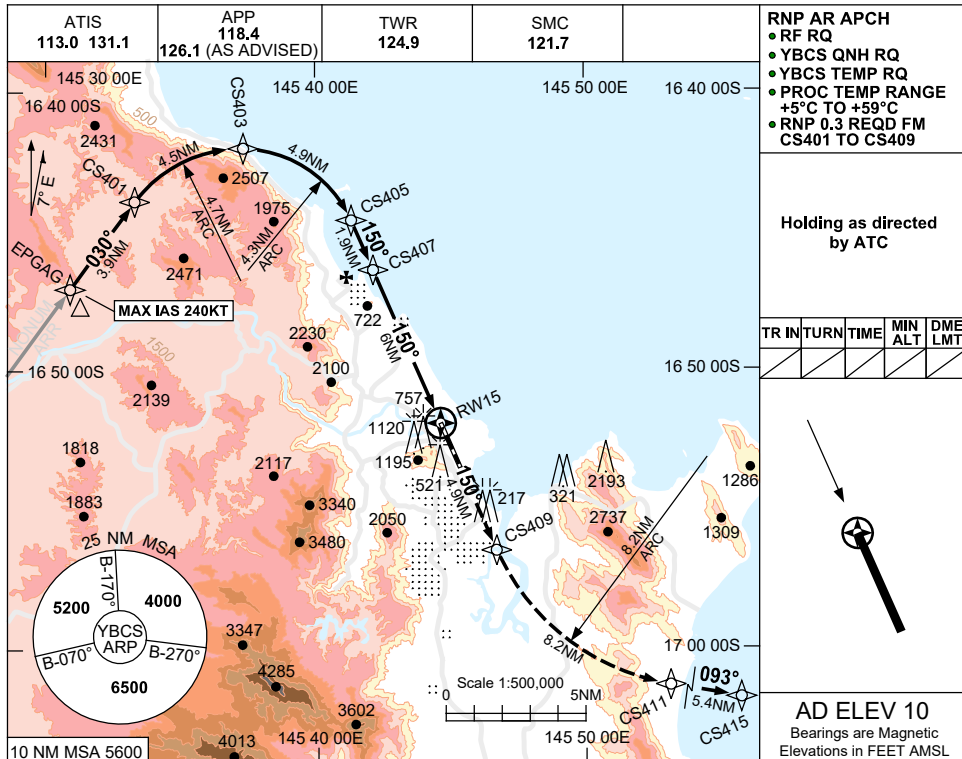 ATIS
113.0 131.1
APP
118.4
126.1 (AS ADVISED)
TWR
124.9
SMC
121.7
RNP AR APCH
• RF RQ
• YBCS QNH RQ
• YBCS TEMP RQ
• PROC TEMP RANGE
+5°C TO +59°C
• RNP 0.3 REQD FM
CS401 TO CS409
Holding as directed
by ATC
TR IN
TURN
TIME
MIN
ALT
DME
LMT
145 30 00E
145 40 00E
145 50 00E
16 40 00S
16 40 00S
500
CS403
2431
7° E
4.5NM
4.9NM
CS401
2507
1975
4.7NM
ARC
4.3NM
ARC
CS405
150°
1.9NM
CS407
030°
3.9NM
EPGAG
2471
MAX IAS 240KT
722
150°
6NM
2230
2100
1500
16 50 00S
16 50 00S
2139
757
1120
1195
RW15
521
150°
4.9NM
217
321
2193
1286
1818
1883
2117
3340
3480
2050
CS409
2737
1309
8.2NM
ARC
25 NM MSA
B-170°
5200
4000
YBCS
ARP
B-070°
B-270°
6500
3347
4285
3602
4013
8.2NM
17 00 00S
CS411
093°
5.4NM
CS415
0
Scale 1:500,000
5NM
145 40 00E
145 50 00E
10 NM MSA 5600
AD ELEV 10
Bearings are Magnetic
Elevations in FEET AMSL